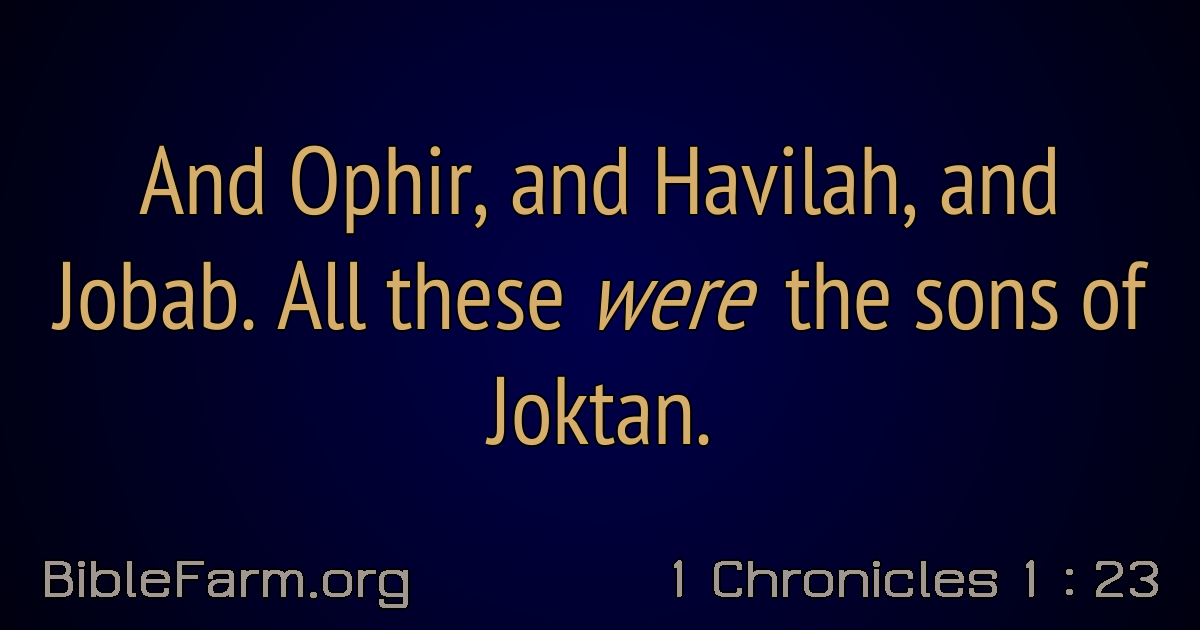 And Ophir, and Havilah, and
Jobab. All these were the sons of
Joktan.
BibleFarm.org
1 Chronicles 1 : 23